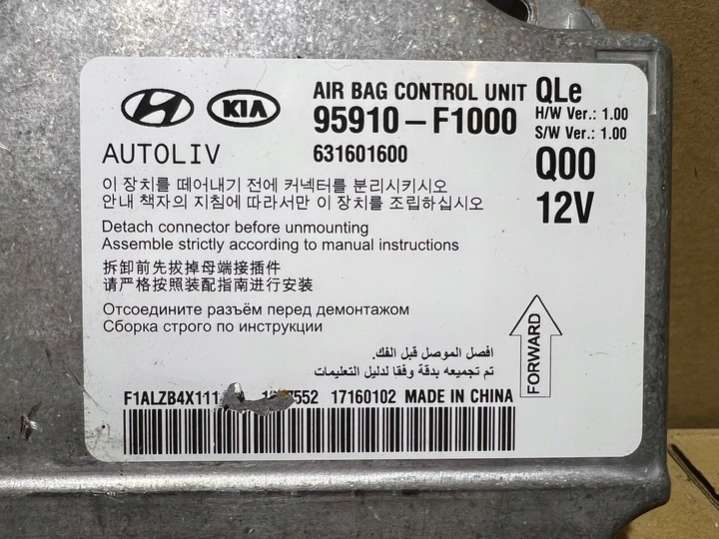 KIA
AIR BAG CONTROL UNIT QLe
95910-F1000
H/W Ver.: 1.00
S/W Ver.: 1.00
AUTOLIV
631601600
Q00
12V
이 장치를 떼어내기 전에 커넥터를 분리시키시오
안내 책자의 지침에 따라서만 이 장치를 조립하십시오
Detach connector before unmounting
Assemble strictly according to manual instructions
拆卸前先拔掉母端接插件
请严格按照装配指南进行安装
Отсоедините разъём перед демонтажом
Сборка строго по инструкции
افصل الموصل قبل الفك.
تم تجميعه بدقة وفقا لدليل التعليمات
FORWARD
F1ALZB4X111 17160102 MADE IN CHINA